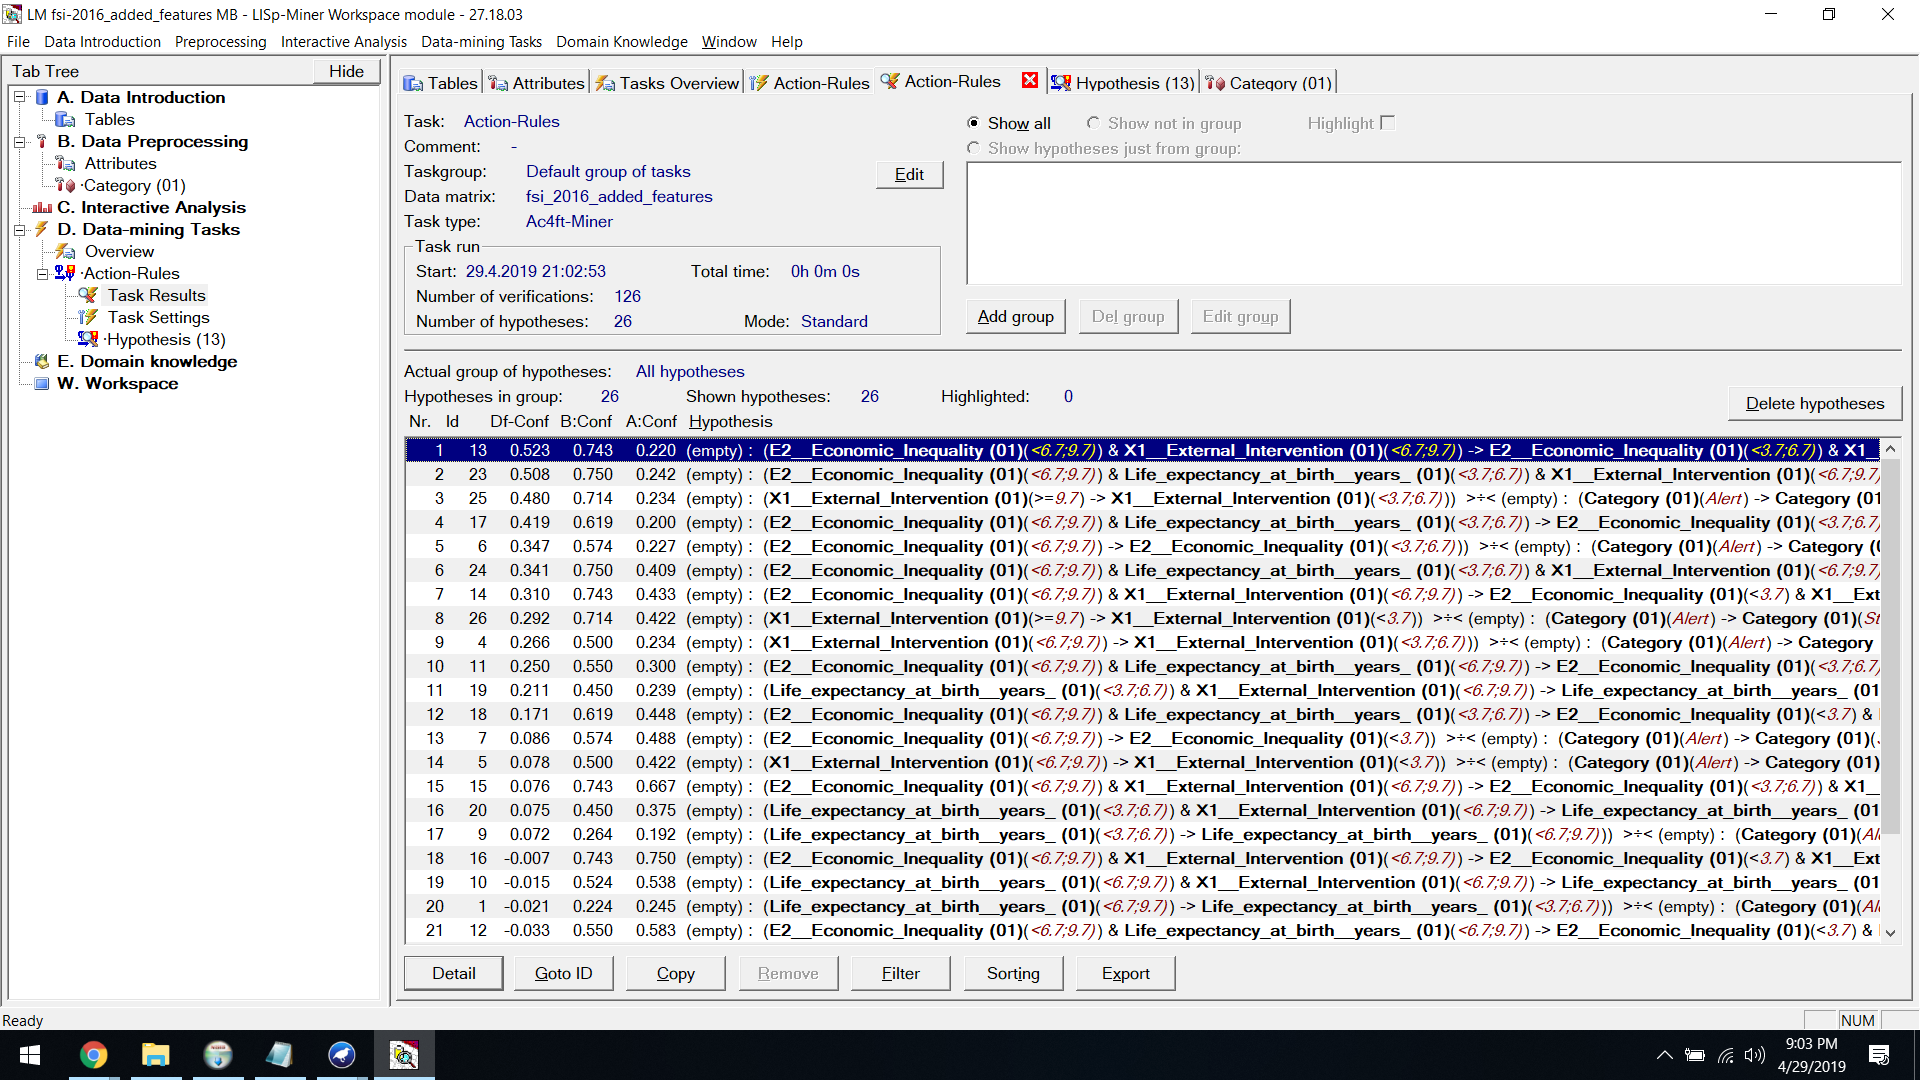 LM fsi-2016_added_features MB - LISp-Miner Workspace module - 27.18.03
File Data Introduction Preprocessing Interactive Analysis Data-mining Tasks Domain Knowledge Window Help
Tab Tree Hide
A. Data Introduction
Tables
B. Data Preprocessing
Attributes
·Category (01)
C. Interactive Analysis
D. Data-mining Tasks
Overview
·Action-Rules
Task Results
Task Settings
·Hypothesis (13)
E. Domain knowledge
W. Workspace
Tables Attributes Tasks Overview Action-Rules Action-Rules Hypothesis (13) Category (01)
Task: Action-Rules
Comment: -
Taskgroup: Default group of tasks
Data matrix: fsi_2016_added_features
Task type: Ac4ft-Miner
Edit
Task run
Start: 29.4.2019 21:02:53 Total time: 0h 0m 0s
Number of verifications: 126
Number of hypotheses: 26 Mode: Standard
Show all Show not in group Highlight
Show hypotheses just from group:
Add group Del group Edit group
Actual group of hypotheses: All hypotheses
Hypotheses in group: 26 Shown hypotheses: 26 Highlighted: 0
Delete hypotheses
Nr. Id Df-Conf B:Conf A:Conf Hypothesis
1 13 0.523 0.743 0.220 (empty) : (E2__Economic_Inequality (01)(<6.7;9.7)) & X1__External_Intervention (01)(<6.7;9.7)) -> E2__Economic_Inequality (01)(<3.7;6.7)) & X1_
2 23 0.508 0.750 0.242 (empty) : (E2__Economic_Inequality (01)(<6.7;9.7)) & Life_expectancy_at_birth__years_ (01)(<3.7;6.7)) & X1__External_Intervention (01)(<6.7;9.7)
3 25 0.480 0.714 0.234 (empty) : (X1__External_Intervention (01)(>=9.7) -> X1__External_Intervention (01)(<3.7;6.7))) >÷< (empty) : (Category (01)(Alert) -> Category (01
4 17 0.419 0.619 0.200 (empty) : (E2__Economic_Inequality (01)(<6.7;9.7)) & Life_expectancy_at_birth__years_ (01)(<3.7;6.7)) -> E2__Economic_Inequality (01)(<3.7;6.7)
5 6 0.347 0.574 0.227 (empty) : (E2__Economic_Inequality (01)(<6.7;9.7)) -> E2__Economic_Inequality (01)(<3.7;6.7))) >÷< (empty) : (Category (01)(Alert) -> Category (
6 24 0.341 0.750 0.409 (empty) : (E2__Economic_Inequality (01)(<6.7;9.7)) & Life_expectancy_at_birth__years_ (01)(<3.7;6.7)) & X1__External_Intervention (01)(<6.7;9.7)
7 14 0.310 0.743 0.433 (empty) : (E2__Economic_Inequality (01)(<6.7;9.7)) & X1__External_Intervention (01)(<6.7;9.7)) -> E2__Economic_Inequality (01)(<3.7) & X1__Ext
8 26 0.292 0.714 0.422 (empty) : (X1__External_Intervention (01)(>=9.7) -> X1__External_Intervention (01)(<3.7)) >÷< (empty) : (Category (01)(Alert) -> Category (01)(St
9 4 0.266 0.500 0.234 (empty) : (X1__External_Intervention (01)(<6.7;9.7)) -> X1__External_Intervention (01)(<3.7;6.7))) >÷< (empty) : (Category (01)(Alert) -> Category
10 11 0.250 0.550 0.300 (empty) : (E2__Economic_Inequality (01)(<6.7;9.7)) & Life_expectancy_at_birth__years_ (01)(<6.7;9.7)) -> E2__Economic_Inequality (01)(<3.7;6.7)
11 19 0.211 0.450 0.239 (empty) : (Life_expectancy_at_birth__years_ (01)(<3.7;6.7)) & X1__External_Intervention (01)(<6.7;9.7)) -> Life_expectancy_at_birth__years_ (01
12 18 0.171 0.619 0.448 (empty) : (E2__Economic_Inequality (01)(<6.7;9.7)) & Life_expectancy_at_birth__years_ (01)(<3.7;6.7)) -> E2__Economic_Inequality (01)(<3.7) &
13 7 0.086 0.574 0.488 (empty) : (E2__Economic_Inequality (01)(<6.7;9.7)) -> E2__Economic_Inequality (01)(<3.7)) >÷< (empty) : (Category (01)(Alert) -> Category (01)(
14 5 0.078 0.500 0.422 (empty) : (X1__External_Intervention (01)(<6.7;9.7)) -> X1__External_Intervention (01)(<3.7)) >÷< (empty) : (Category (01)(Alert) -> Category (01)
15 15 0.076 0.743 0.667 (empty) : (E2__Economic_Inequality (01)(<6.7;9.7)) & X1__External_Intervention (01)(<6.7;9.7)) -> E2__Economic_Inequality (01)(<3.7;6.7)) & X1_
16 20 0.075 0.450 0.375 (empty) : (Life_expectancy_at_birth__years_ (01)(<3.7;6.7)) & X1__External_Intervention (01)(<6.7;9.7)) -> Life_expectancy_at_birth__years_ (01
17 9 0.072 0.264 0.192 (empty) : (Life_expectancy_at_birth__years_ (01)(<3.7;6.7)) -> Life_expectancy_at_birth__years_ (01)(<6.7;9.7))) >÷< (empty) : (Category (01)(Al
18 16 -0.007 0.743 0.750 (empty) : (E2__Economic_Inequality (01)(<6.7;9.7)) & X1__External_Intervention (01)(<6.7;9.7)) -> E2__Economic_Inequality (01)(<3.7) & X1__Ext
19 10 -0.015 0.524 0.538 (empty) : (Life_expectancy_at_birth__years_ (01)(<6.7;9.7)) & X1__External_Intervention (01)(<6.7;9.7)) -> Life_expectancy_at_birth__years_ (01
20 1 -0.021 0.224 0.245 (empty) : (Life_expectancy_at_birth__years_ (01)(<6.7;9.7)) -> Life_expectancy_at_birth__years_ (01)(<3.7;6.7))) >÷< (empty) : (Category (01)(Al
21 12 -0.033 0.550 0.583 (empty) : (E2__Economic_Inequality (01)(<6.7;9.7)) & Life_expectancy_at_birth__years_ (01)(<6.7;9.7)) -> E2__Economic_Inequality (01)(<3.7) &
Detail Goto ID Copy Remove Filter Sorting Export
Ready NUM
9:03 PM
4/29/2019